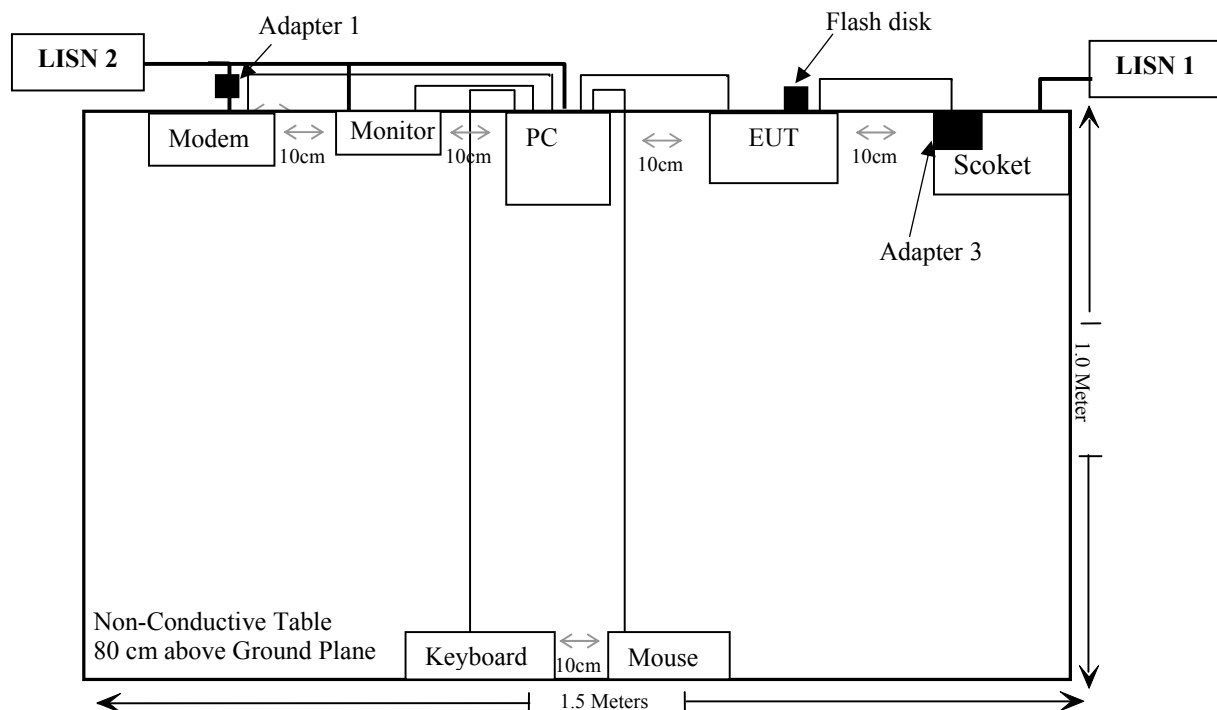 Adapter 1
Flash disk
LISN 2
LISN 1
Modem
10cm
Monitor
10cm
PC
10cm
EUT
10cm
Scoket
Adapter 3
1.0 Meter
Non-Conductive Table
80 cm above Ground Plane
Keyboard
10cm
Mouse
1.5 Meters